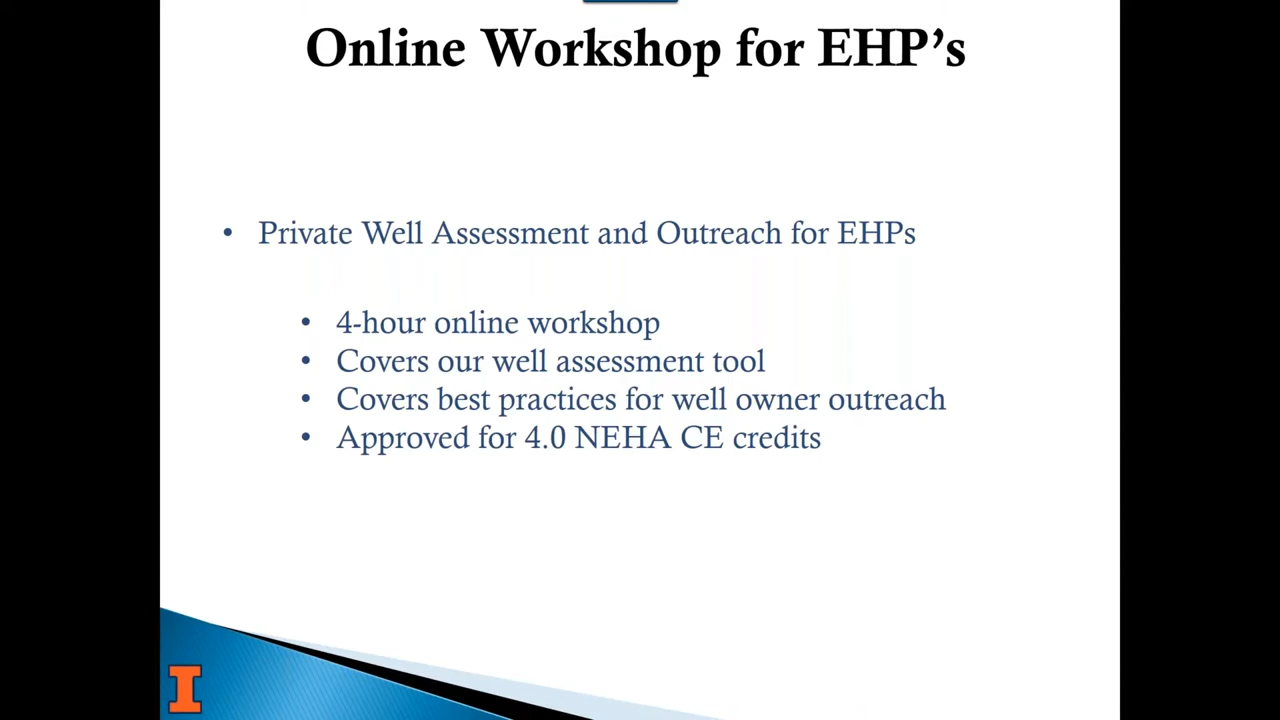 Online Workshop for EHP’s
• Private Well Assessment and Outreach for EHPs
• 4-hour online workshop
• Covers our well assessment tool
• Covers best practices for well owner outreach
• Approved for 4.0 NEHA CE credits
I